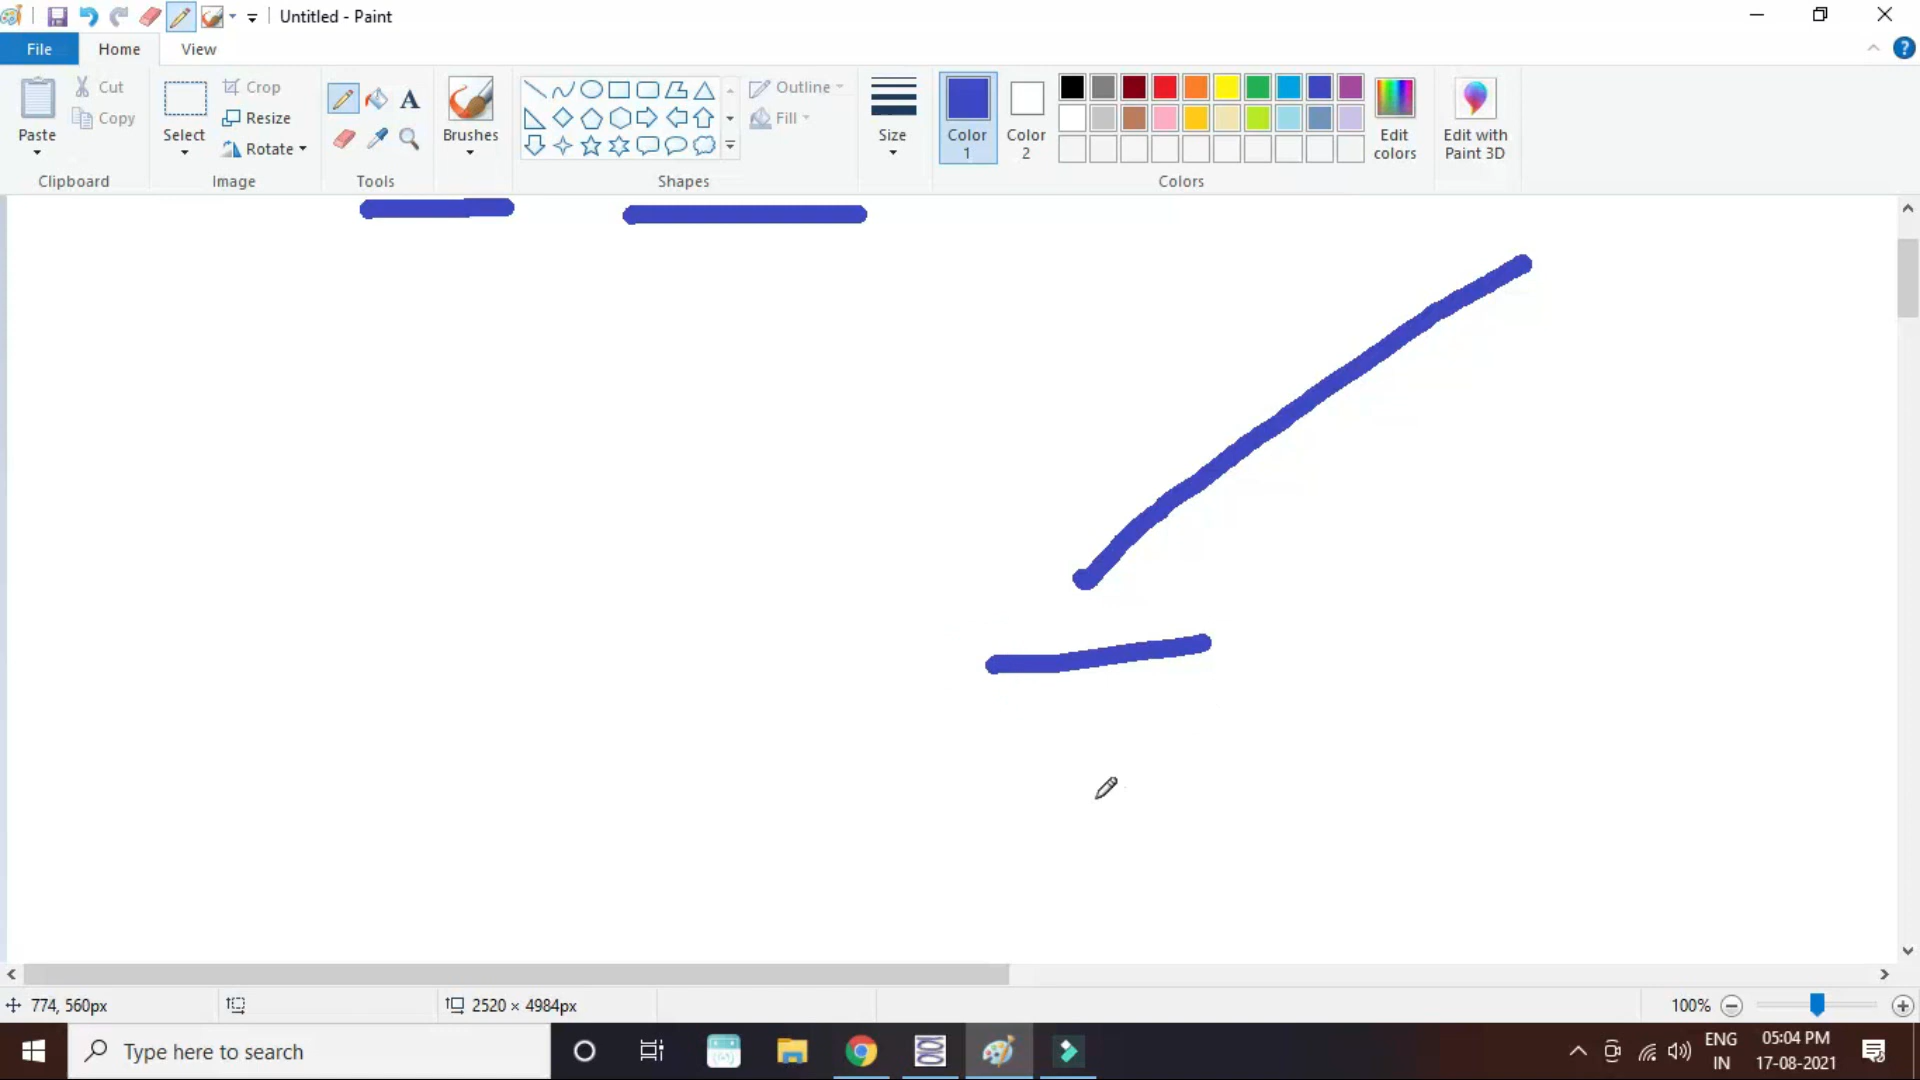 Untitled - Paint
File Home View
Cut
Copy
Paste
Clipboard
Crop
Resize
Rotate
Select
Image
A
Tools
Brushes
Outline
Fill
Shapes
Size
Color 1
Color 2
Edit colors
Colors
Edit with Paint 3D
?
774, 560px
2520 × 4984px
100%
Type here to search
ENG
IN
05:04 PM
17-08-2021